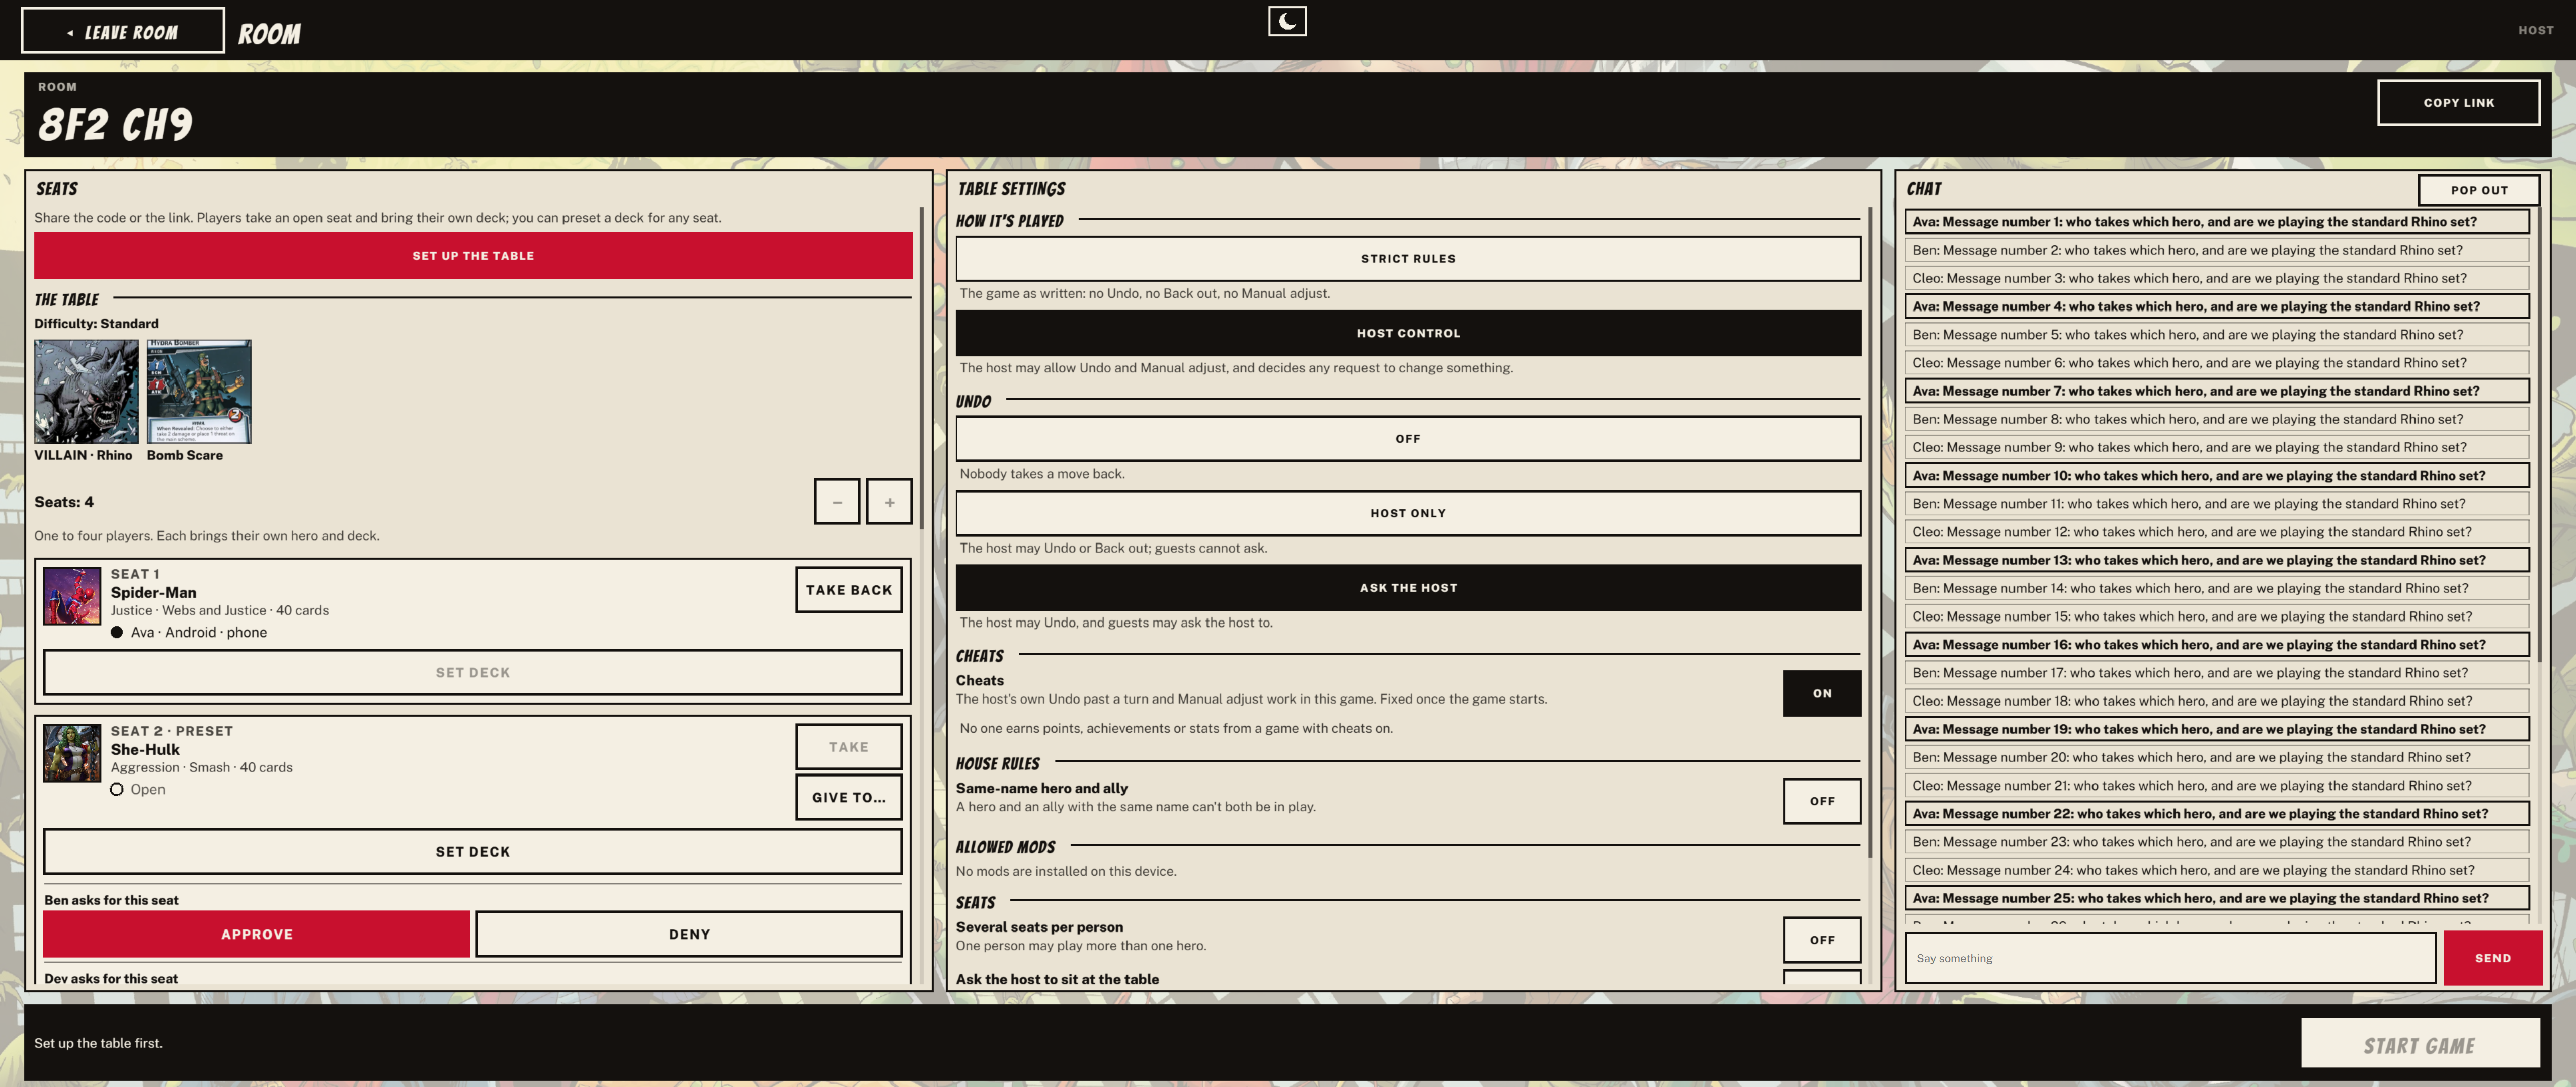 LEAVE ROOM
ROOM
HOST
ROOM
8F2 CH9
COPY LINK
SEATS
Share the code or the link. Players take an open seat and bring their own deck; you can preset a deck for any seat.
SET UP THE TABLE
THE TABLE
Difficulty: Standard
HYDRA BOMBER
VILLAIN · Rhino
Bomb Scare
Seats: 4
−
+
One to four players. Each brings their own hero and deck.
SEAT 1
Spider-Man
Justice · Webs and Justice · 40 cards
Ava · Android · phone
TAKE BACK
SET DECK
SEAT 2 · PRESET
She-Hulk
Aggression · Smash · 40 cards
Open
TAKE
GIVE TO...
SET DECK
Ben asks for this seat
APPROVE
DENY
Dev asks for this seat
TABLE SETTINGS
HOW IT'S PLAYED
STRICT RULES
The game as written: no Undo, no Back out, no Manual adjust.
HOST CONTROL
The host may allow Undo and Manual adjust, and decides any request to change something.
UNDO
OFF
Nobody takes a move back.
HOST ONLY
The host may Undo or Back out; guests cannot ask.
ASK THE HOST
The host may Undo, and guests may ask the host to.
CHEATS
Cheats
The host's own Undo past a turn and Manual adjust work in this game. Fixed once the game starts.
ON
No one earns points, achievements or stats from a game with cheats on.
HOUSE RULES
Same-name hero and ally
A hero and an ally with the same name can't both be in play.
OFF
ALLOWED MODS
No mods are installed on this device.
SEATS
Several seats per person
One person may play more than one hero.
OFF
Ask the host to sit at the table
CHAT
POP OUT
Ava: Message number 1: who takes which hero, and are we playing the standard Rhino set?
Ben: Message number 2: who takes which hero, and are we playing the standard Rhino set?
Cleo: Message number 3: who takes which hero, and are we playing the standard Rhino set?
Ava: Message number 4: who takes which hero, and are we playing the standard Rhino set?
Ben: Message number 5: who takes which hero, and are we playing the standard Rhino set?
Cleo: Message number 6: who takes which hero, and are we playing the standard Rhino set?
Ava: Message number 7: who takes which hero, and are we playing the standard Rhino set?
Ben: Message number 8: who takes which hero, and are we playing the standard Rhino set?
Cleo: Message number 9: who takes which hero, and are we playing the standard Rhino set?
Ava: Message number 10: who takes which hero, and are we playing the standard Rhino set?
Ben: Message number 11: who takes which hero, and are we playing the standard Rhino set?
Cleo: Message number 12: who takes which hero, and are we playing the standard Rhino set?
Ava: Message number 13: who takes which hero, and are we playing the standard Rhino set?
Ben: Message number 14: who takes which hero, and are we playing the standard Rhino set?
Cleo: Message number 15: who takes which hero, and are we playing the standard Rhino set?
Ava: Message number 16: who takes which hero, and are we playing the standard Rhino set?
Ben: Message number 17: who takes which hero, and are we playing the standard Rhino set?
Cleo: Message number 18: who takes which hero, and are we playing the standard Rhino set?
Ava: Message number 19: who takes which hero, and are we playing the standard Rhino set?
Ben: Message number 20: who takes which hero, and are we playing the standard Rhino set?
Cleo: Message number 21: who takes which hero, and are we playing the standard Rhino set?
Ava: Message number 22: who takes which hero, and are we playing the standard Rhino set?
Ben: Message number 23: who takes which hero, and are we playing the standard Rhino set?
Cleo: Message number 24: who takes which hero, and are we playing the standard Rhino set?
Ava: Message number 25: who takes which hero, and are we playing the standard Rhino set?
Say something
SEND
Set up the table first.
START GAME